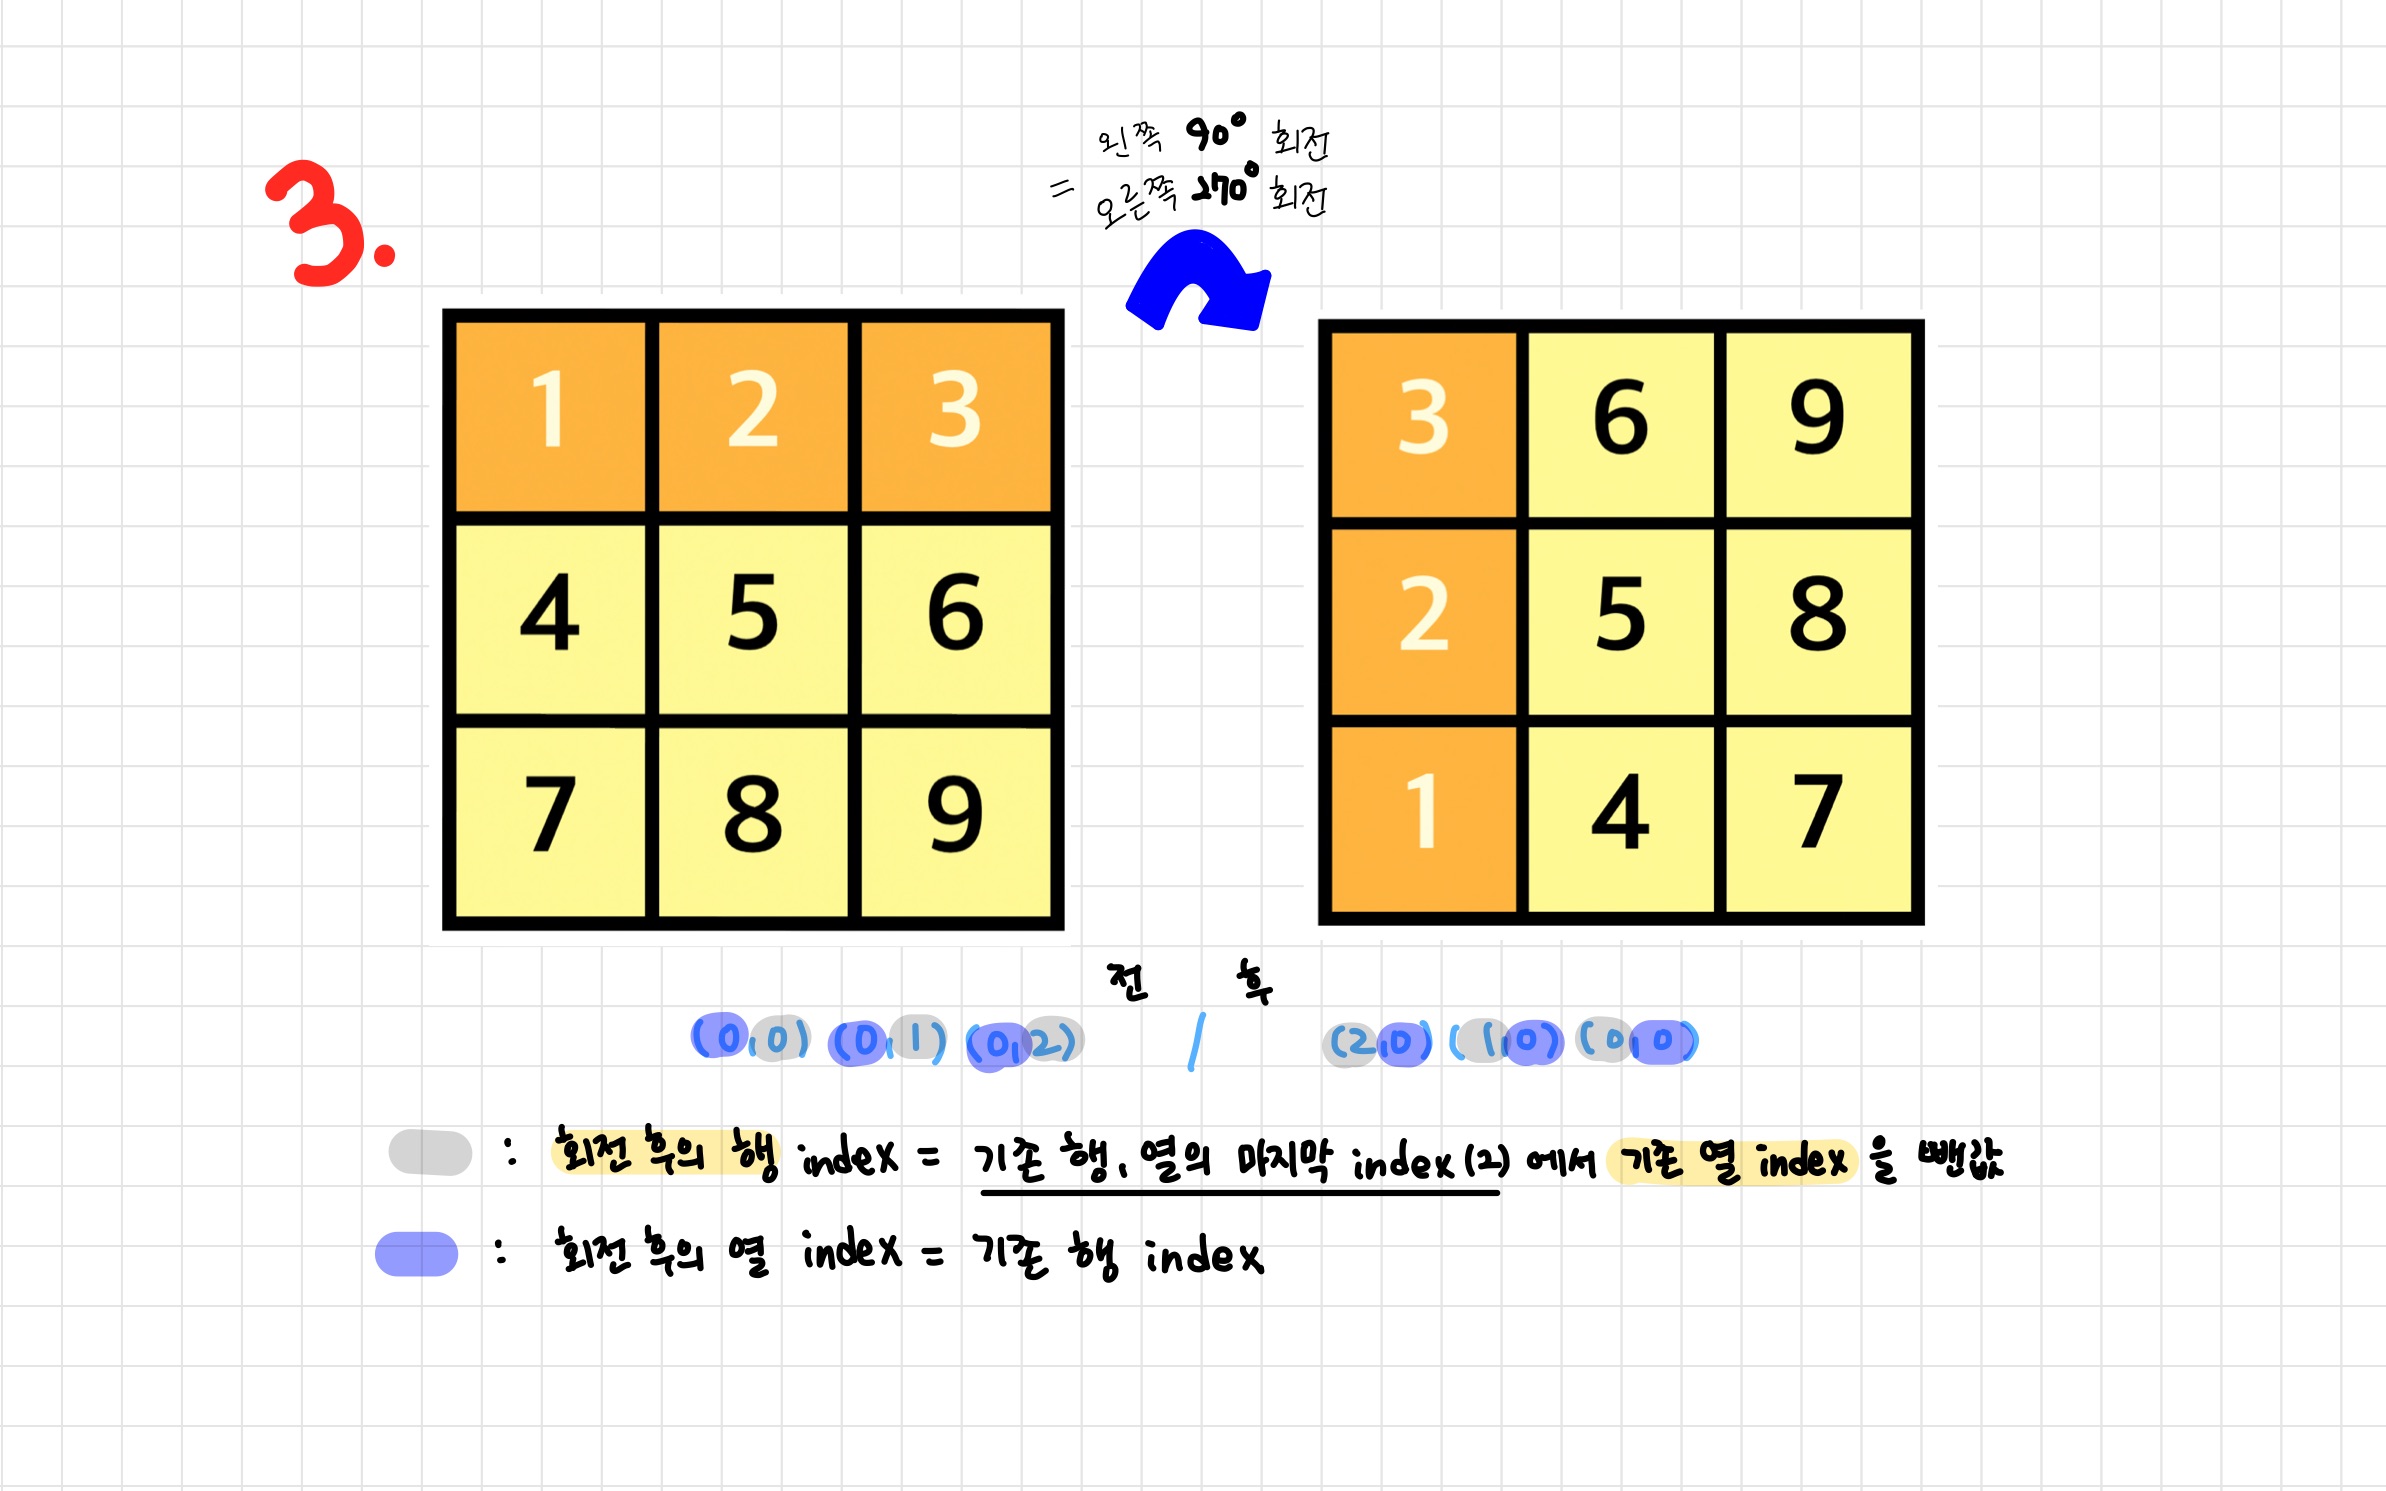 3.
왼쪽 90° 회전
= 오른쪽 270° 회전
1 2 3
4 5 6
7 8 9
3 6 9
2 5 8
1 4 7
전 후
(0,0) (0,1) (0,2) / (2,0) (1,0) (0,0)
: 회전 후의 행 index = 기존 행, 열의 마지막 index(2) 에서 기존 열 index 을 뺀 값
: 회전 후의 열 index = 기존 행 index